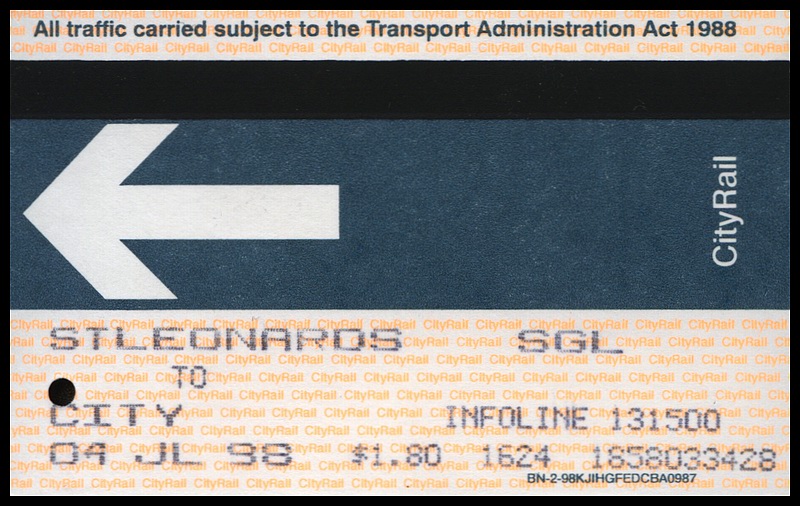 All traffic carried subject to the Transport Administration Act 1988
CityRail
STLEONARDS SGL
TO
CITY INFOLINE 131500
04 JL 98 $1.80 1624 1658033428
BN-2-98KJIHGFEDCBA0987